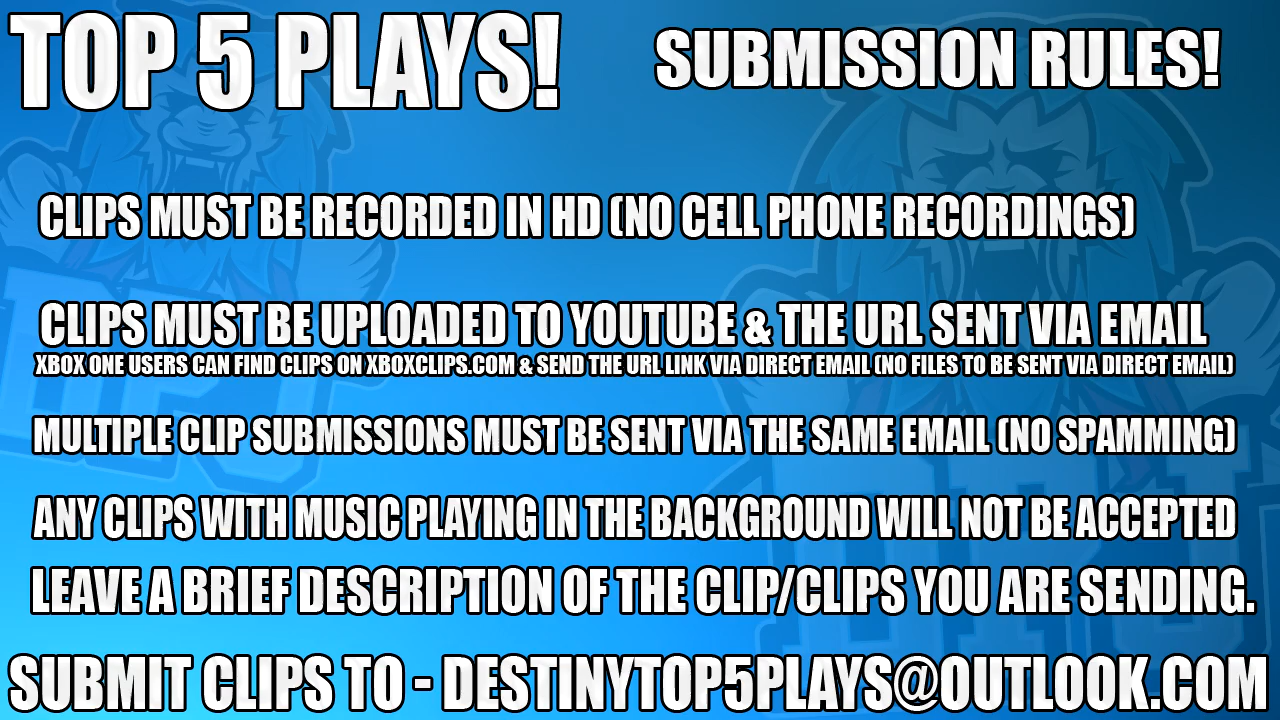 TOP 5 PLAYS!
SUBMISSION RULES!
CLIPS MUST BE RECORDED IN HD (NO CELL PHONE RECORDINGS)
CLIPS MUST BE UPLOADED TO YOUTUBE & THE URL SENT VIA EMAIL
XBOX ONE USERS CAN FIND CLIPS ON XBOXCLIPS.COM & SEND THE URL LINK VIA DIRECT EMAIL (NO FILES TO BE SENT VIA DIRECT EMAIL)
MULTIPLE CLIP SUBMISSIONS MUST BE SENT VIA THE SAME EMAIL (NO SPAMMING)
ANY CLIPS WITH MUSIC PLAYING IN THE BACKGROUND WILL NOT BE ACCEPTED
LEAVE A BRIEF DESCRIPTION OF THE CLIP/CLIPS YOU ARE SENDING.
SUBMIT CLIPS TO - DESTINYTOP5PLAYS@OUTLOOK.COM